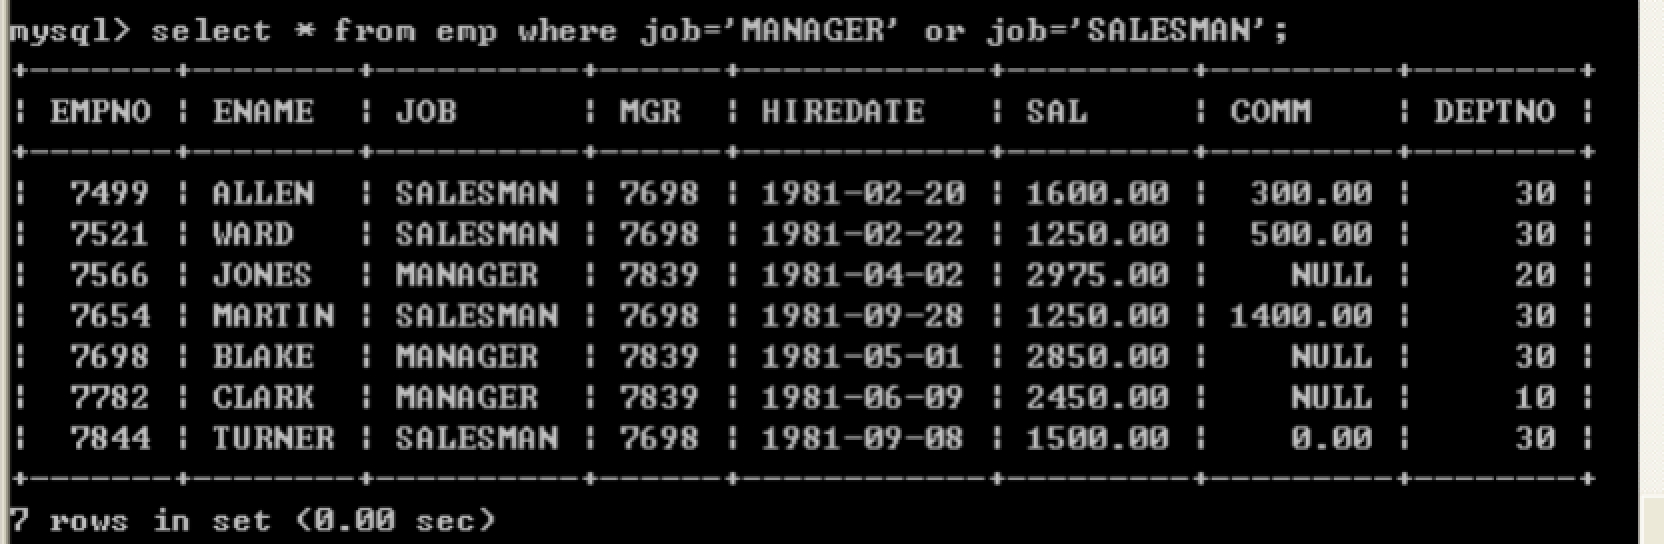 mysql> select * from emp where job='MANAGER' or job='SALESMAN';
+-------+--------+-----------+------+------------+---------+---------+--------+
| EMPNO | ENAME  | JOB       | MGR  | HIREDATE   | SAL     | COMM    | DEPTNO |
+-------+--------+-----------+------+------------+---------+---------+--------+
|  7499 | ALLEN  | SALESMAN  | 7698 | 1981-02-20 | 1600.00 |  300.00 |     30 |
|  7521 | WARD   | SALESMAN  | 7698 | 1981-02-22 | 1250.00 |  500.00 |     30 |
|  7566 | JONES  | MANAGER   | 7839 | 1981-04-02 | 2975.00 |    NULL |     20 |
|  7654 | MARTIN | SALESMAN  | 7698 | 1981-09-28 | 1250.00 | 1400.00 |     30 |
|  7698 | BLAKE  | MANAGER   | 7839 | 1981-05-01 | 2850.00 |    NULL |     30 |
|  7782 | CLARK  | MANAGER   | 7839 | 1981-06-09 | 2450.00 |    NULL |     10 |
|  7844 | TURNER | SALESMAN  | 7698 | 1981-09-08 | 1500.00 |    0.00 |     30 |
+-------+--------+-----------+------+------------+---------+---------+--------+
7 rows in set (0.00 sec)